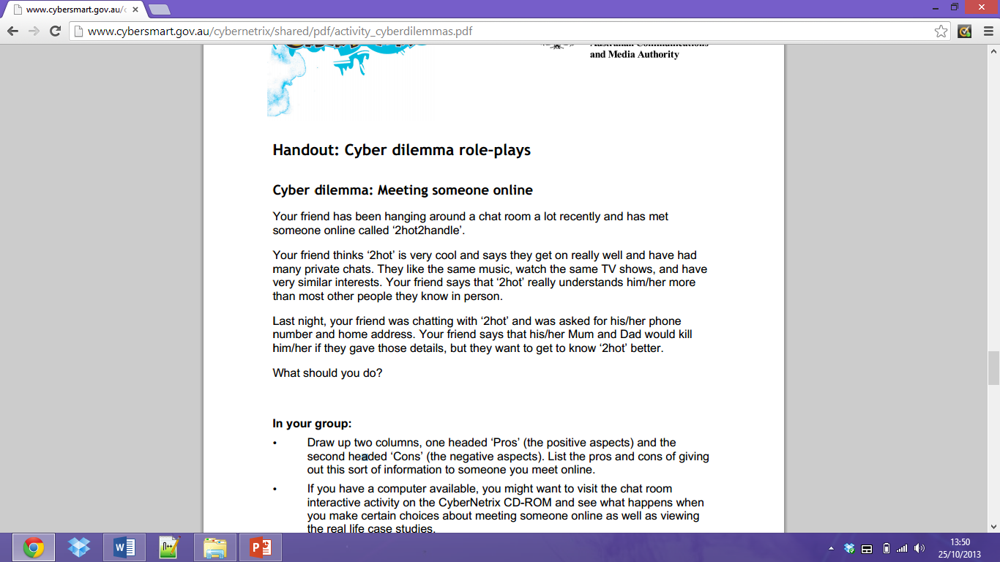 www.cybersmart.gov.au/c
www.cybersmart.gov.au/cybernetrix/shared/pdf/activity_cyberdilemmas.pdf
Australian Communications
and Media Authority
Handout: Cyber dilemma role-plays
Cyber dilemma: Meeting someone online
Your friend has been hanging around a chat room a lot recently and has met
someone online called ‘2hot2handle’.
Your friend thinks ‘2hot’ is very cool and says they get on really well and have had
many private chats. They like the same music, watch the same TV shows, and have
very similar interests. Your friend says that ‘2hot’ really understands him/her more
than most other people they know in person.
Last night, your friend was chatting with ‘2hot’ and was asked for his/her phone
number and home address. Your friend says that his/her Mum and Dad would kill
him/her if they gave those details, but they want to get to know ‘2hot’ better.
What should you do?
In your group:
• Draw up two columns, one headed ‘Pros’ (the positive aspects) and the
second headed ‘Cons’ (the negative aspects). List the pros and cons of giving
out this sort of information to someone you meet online.
• If you have a computer available, you might want to visit the chat room
interactive activity on the CyberNetrix CD-ROM and see what happens when
you make certain choices about meeting someone online as well as viewing
the real life case studies.
13:50
25/10/2013